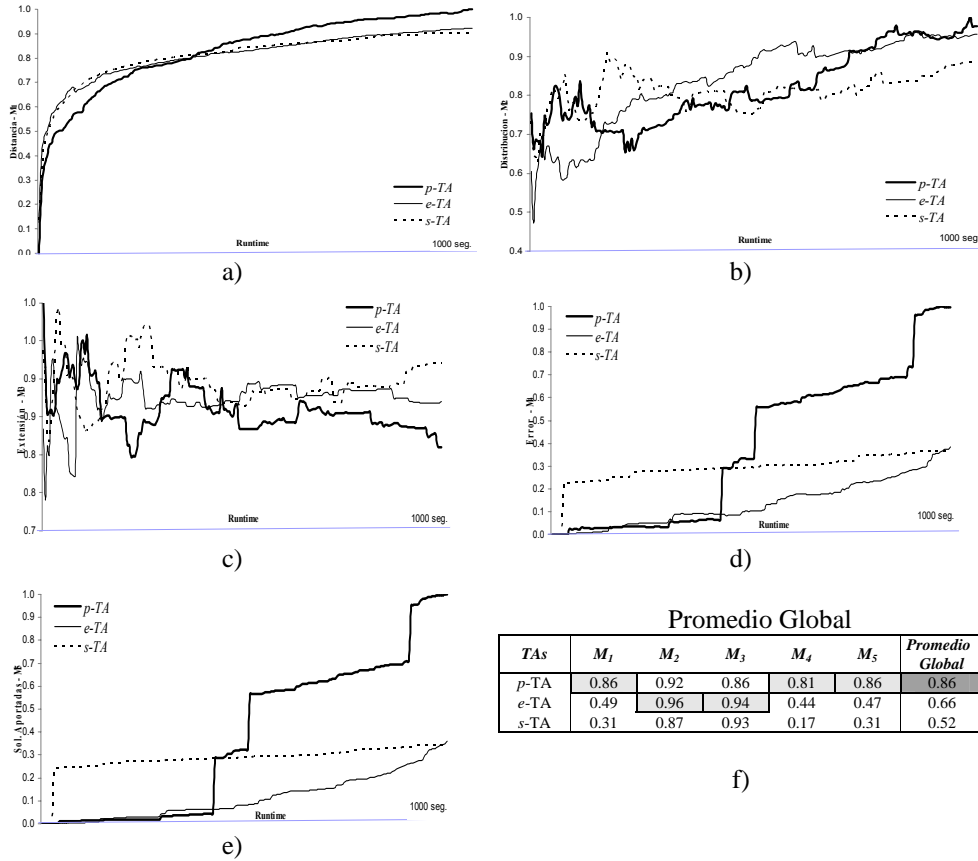 1.0
0.9
0.8
0.7
0.6
0.5
0.4
0.3
0.2
0.1
0.0
Distancia - M1
p-TA
e-TA
s-TA
Runtime
1000 seg.
a)
1.0
0.9
0.8
0.7
0.6
0.5
0.4
Distribucion - M2
p-TA
e-TA
s-TA
Runtime
1000 seg.
b)
1.0
1.0
0.9
0.9
0.8
0.8
0.7
Extensión - M3
p-TA
e-TA
s-TA
Runtime
1000 seg.
c)
1.0
0.9
0.8
0.7
0.6
0.5
0.4
0.3
0.2
0.1
0.0
Error - M4
p-TA
e-TA
s-TA
Runtime
1000 seg.
d)
1.0
0.9
0.8
0.7
0.6
0.5
0.4
0.3
0.2
0.1
0.0
Sol. Aportadas - M5
p-TA
e-TA
s-TA
Runtime
1000 seg.
e)
Promedio Global
TAs M1 M2 M3 M4 M5 Promedio Global
p-TA 0.86 0.92 0.86 0.81 0.86 0.86
e-TA 0.49 0.96 0.94 0.44 0.47 0.66
s-TA 0.31 0.87 0.93 0.17 0.31 0.52
f)